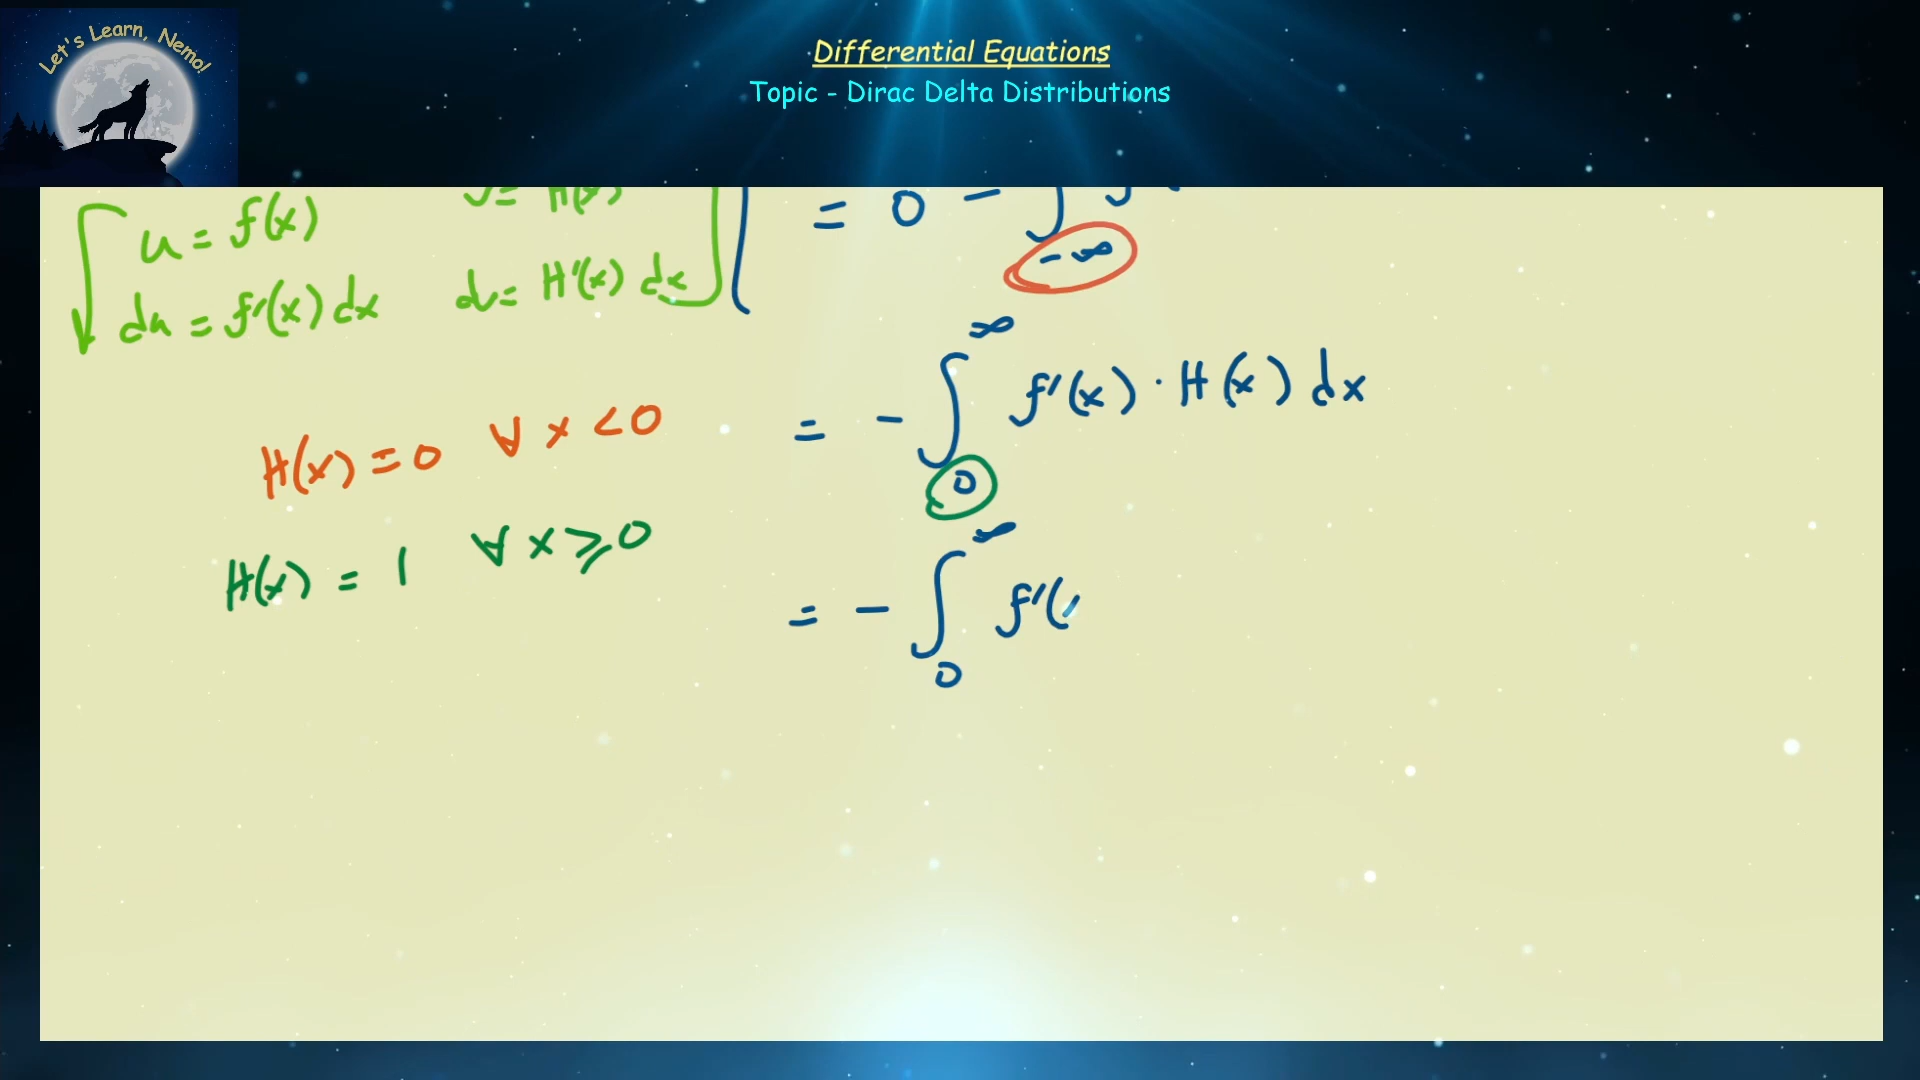 Let's Learn, Nemo!
Differential Equations
Topic - Dirac Delta Distributions
u = f(x) v = H(x)
du = f'(x) dx dv = H'(x) dx
= 0 - ∫
-∞
= - ∫₀^∞ f'(x) · H(x) dx
H(x) = 0 ∀ x < 0
H(x) = 1 ∀ x ⩾ 0
= - ∫₀^∞ f'(